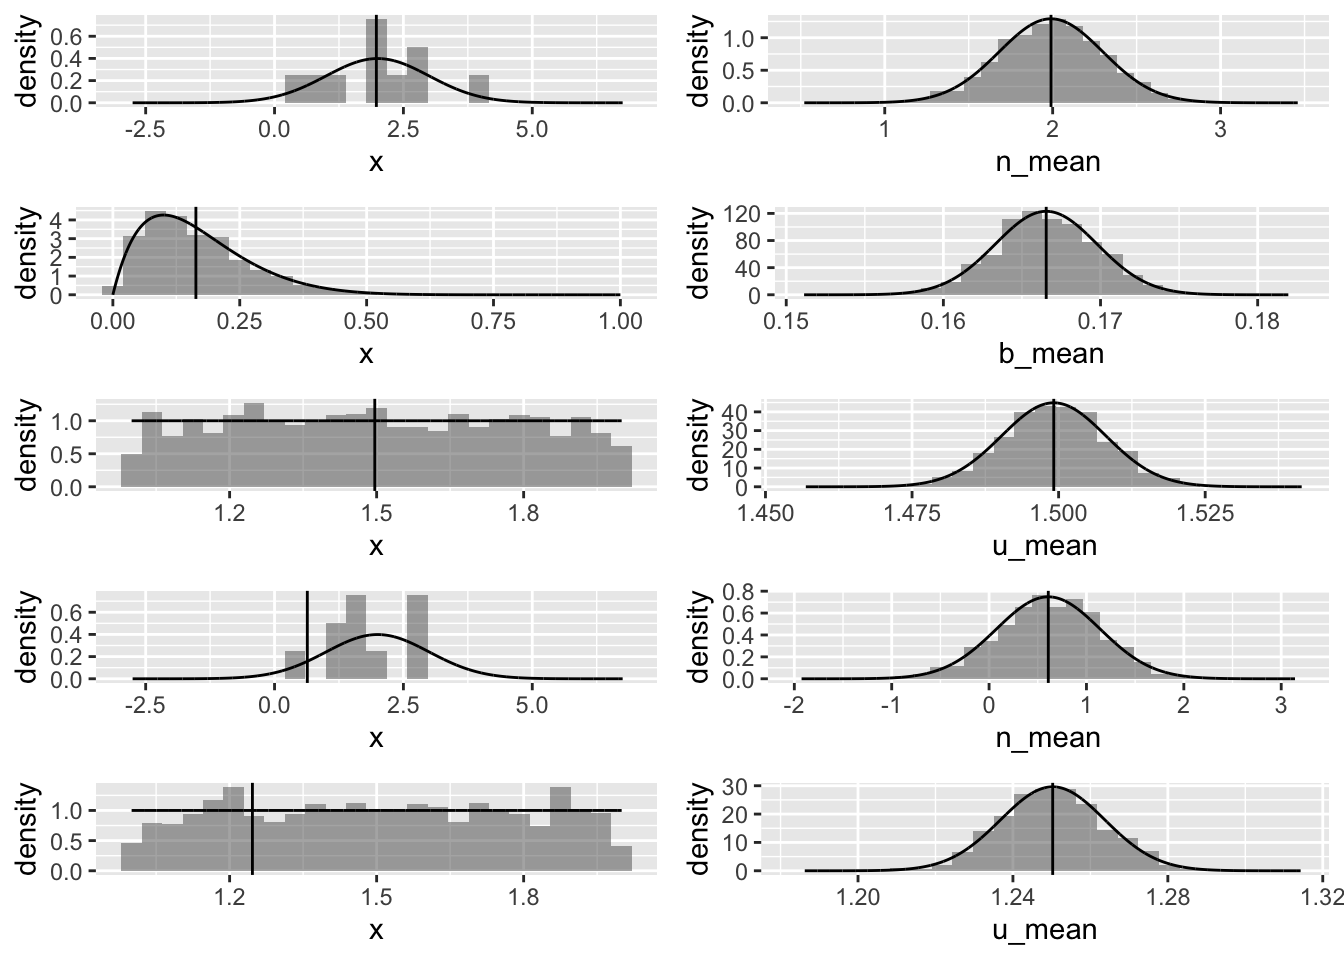 density
0.6
0.4
0.2
0.0
-2.5 0.0 2.5 5.0
x
density
1.0
0.5
0.0
1 2 3
n_mean
density
4
3
2
1
0
0.00 0.25 0.50 0.75 1.00
x
density
120
80
40
0
0.15 0.16 0.17 0.18
b_mean
density
1.0
0.5
0.0
1.2 1.5 1.8
x
density
40
30
20
10
0
1.450 1.475 1.500 1.525
u_mean
density
0.6
0.4
0.2
0.0
-2.5 0.0 2.5 5.0
x
density
0.8
0.6
0.4
0.2
0.0
-2 -1 0 1 2 3
n_mean
density
1.0
0.5
0.0
1.2 1.5 1.8
x
density
30
20
10
0
1.20 1.24 1.28 1.32
u_mean